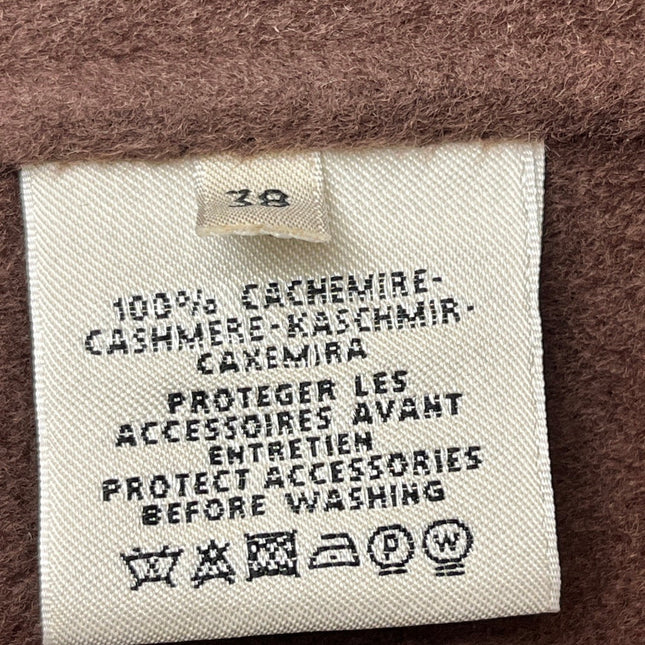 38
100% CACHEMIRE-
CASHMERE-KASCHMIR-
CAXEMIRA
PROTEGER LES
ACCESSOIRES AVANT
ENTRETIEN
PROTECT ACCESSORIES
BEFORE WASHING
P W